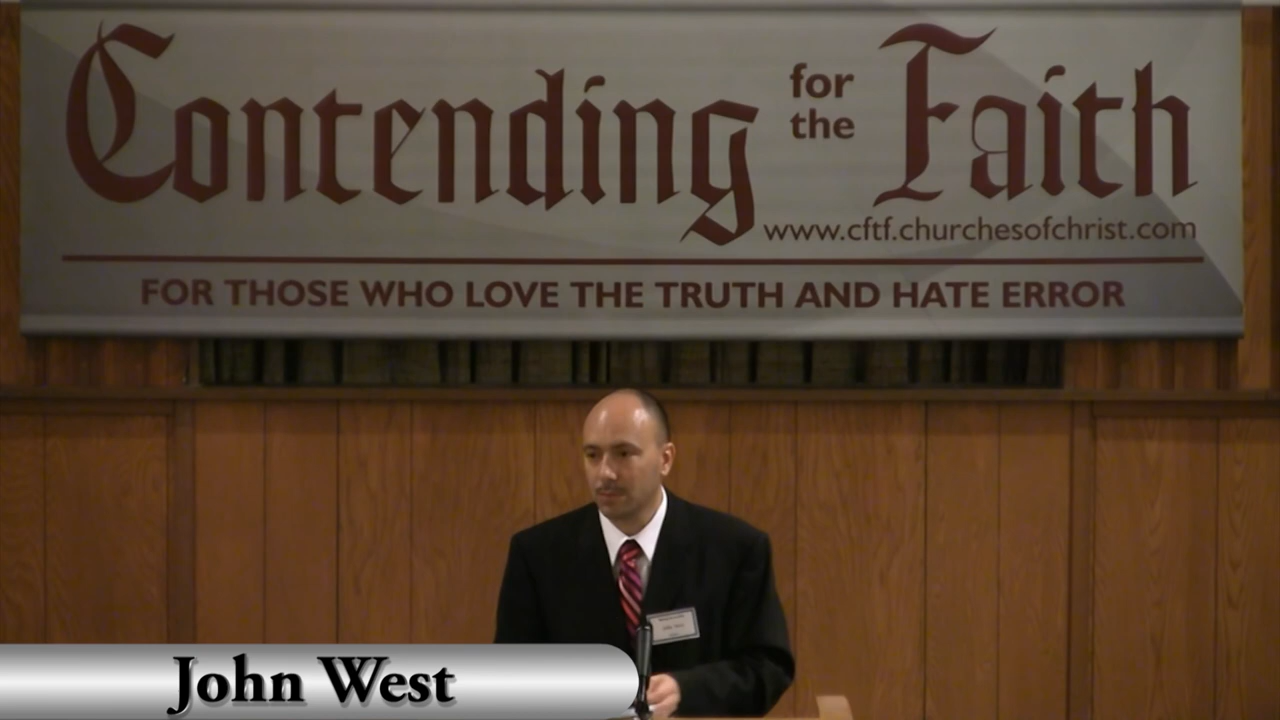 Contending for the Faith
www.cftf.churchesofchrist.com
FOR THOSE WHO LOVE THE TRUTH AND HATE ERROR
John West